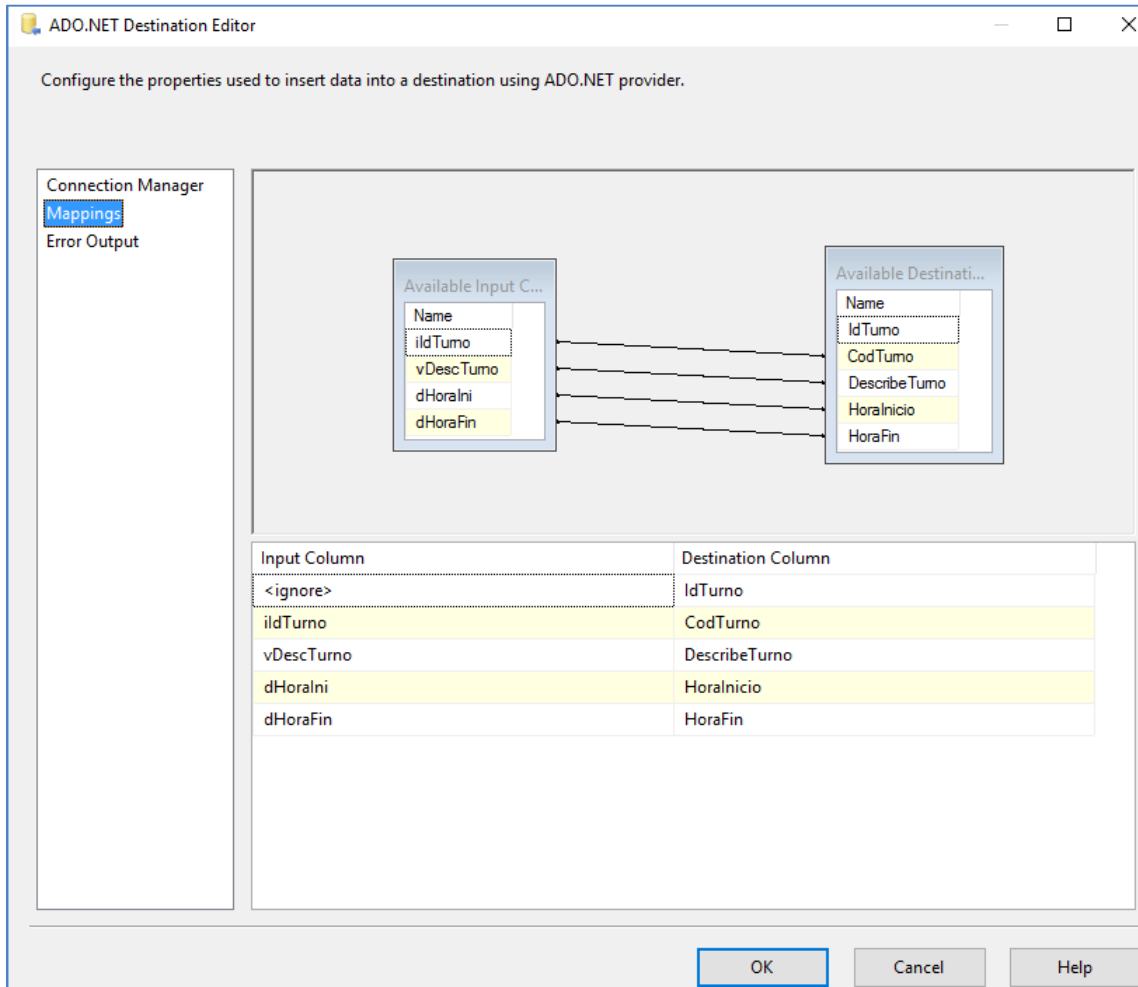 ADO.NET Destination Editor
Configure the properties used to insert data into a destination using ADO.NET provider.
Connection Manager
Mappings
Error Output
Available Input C...
Name
iIdTurno
vDescTurno
dHoraIni
dHoraFin
Available Destinati...
Name
IdTurno
CodTurno
DescribeTurno
HoraInicio
HoraFin
Input Column Destination Column
<ignore> IdTurno
iIdTurno CodTurno
vDescTurno DescribeTurno
dHoraIni HoraInicio
dHoraFin HoraFin
OK Cancel Help